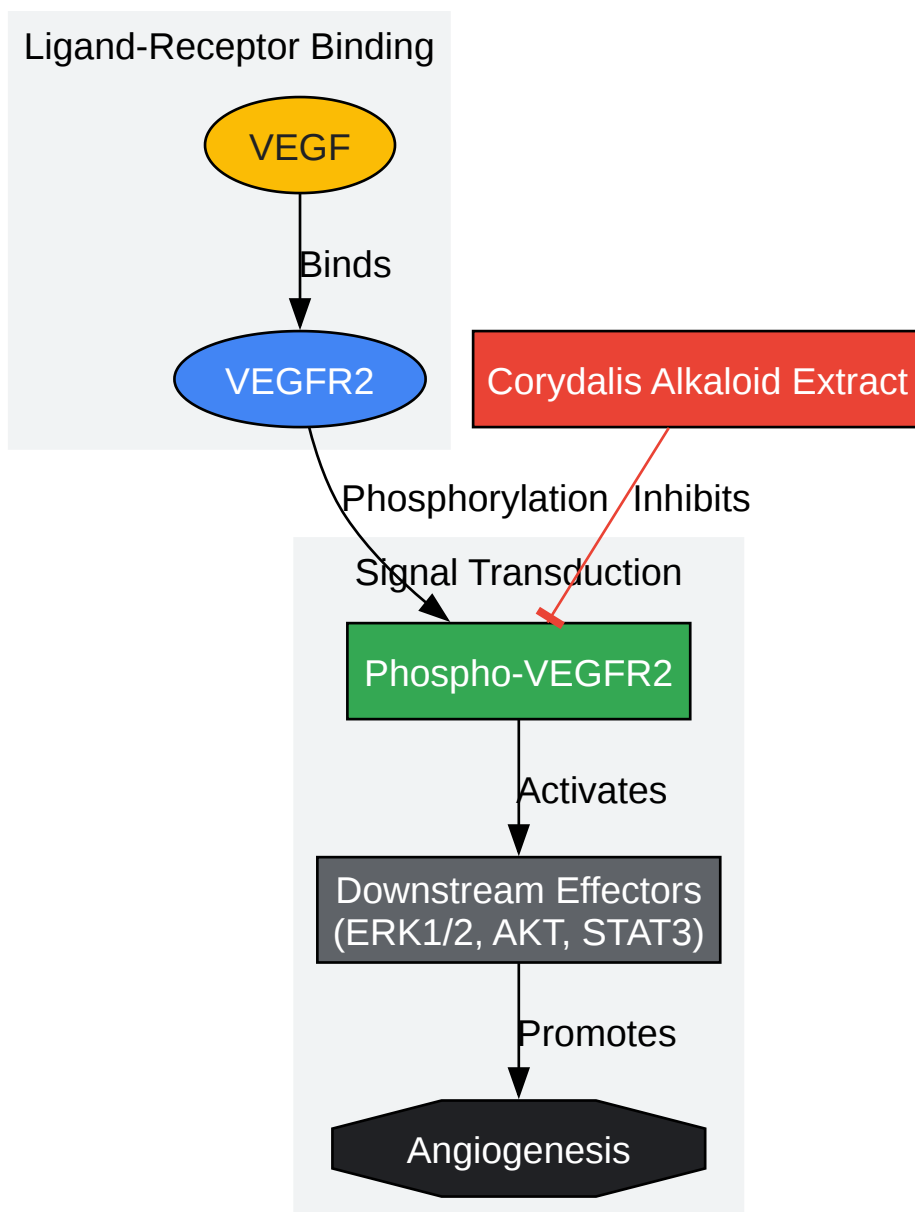 Ligand-Receptor Binding
VEGF
Binds
VEGFR2
Corydalis Alkaloid Extract
Phosphorylation
Inhibits
Signal Transduction
Phospho-VEGFR2
Activates
Downstream Effectors
(ERK1/2, AKT, STAT3)
Promotes
Angiogenesis